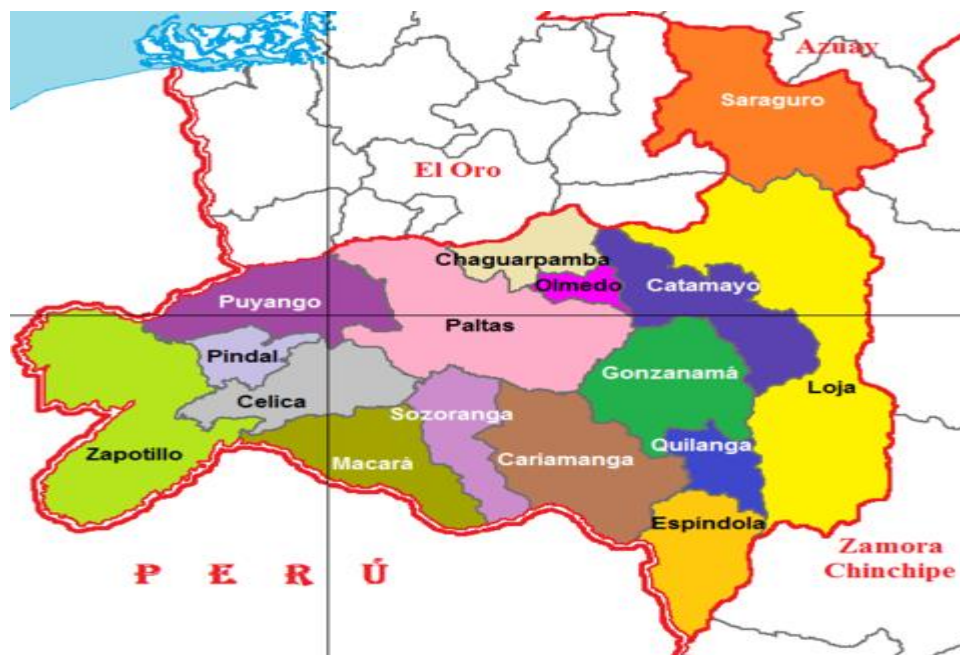 Azuay
Saraguro
El Oro
Chaguarpamba
Olmedo
Catamayo
Puyango
Paltas
Pindal
Gonzanamá
Loja
Celica
Sozoranga
Quilanga
Zapotillo
Macará
Cariamanga
Espíndola
Zamora
Chinchipe
PERÚ